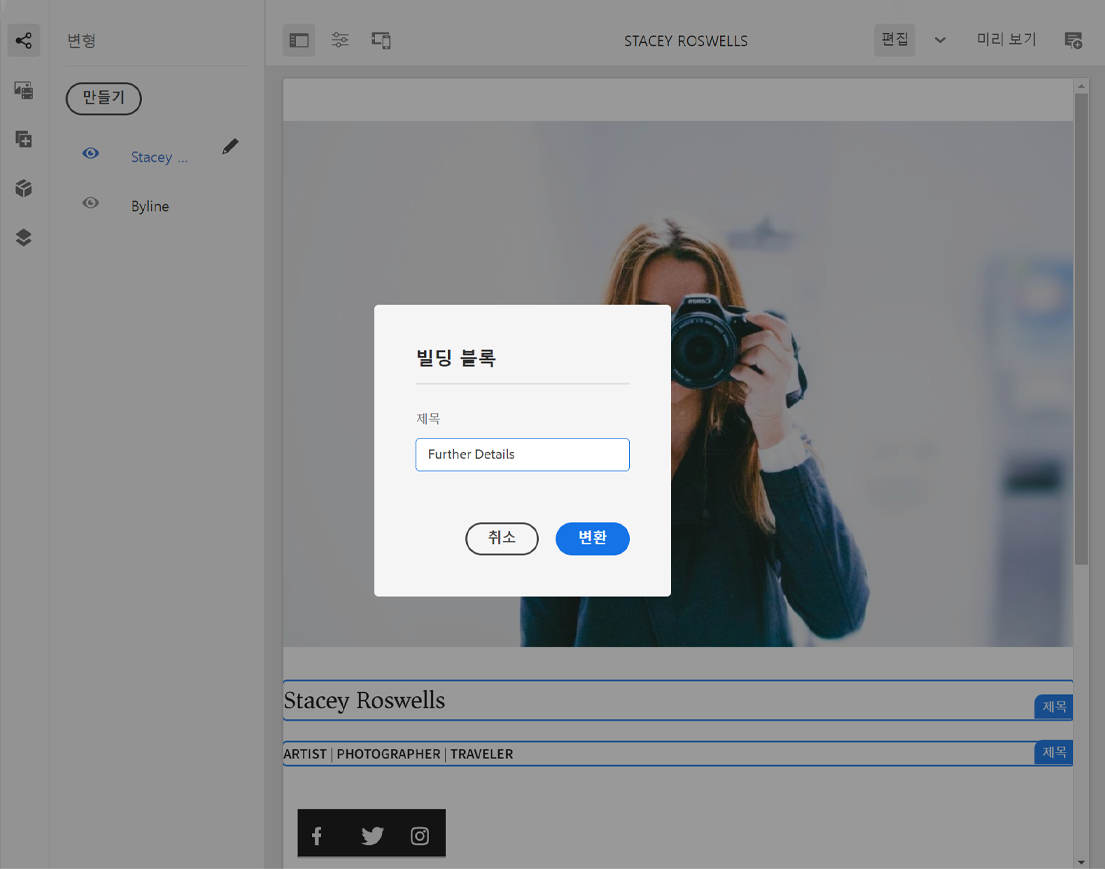 변형
STACEY ROSWELLS
편집
미리 보기
만들기
Stacey ...
Byline
빌딩 블록
제목
Further Details
취소
변환
Stacey Roswells
제목
ARTIST | PHOTOGRAPHER | TRAVELER
제목